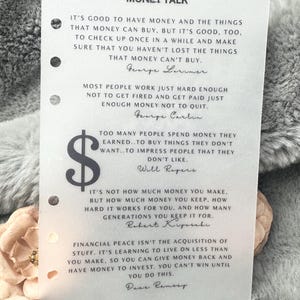 MONEY TALK
IT'S GOOD TO HAVE MONEY AND THE THINGS
THAT MONEY CAN BUY. BUT IT'S GOOD, TOO,
TO CHECK UP ONCE IN A WHILE AND MAKE
SURE THAT YOU HAVEN'T LOST THE THINGS
THAT MONEY CAN'T BUY.
George Lorimer
MOST PEOPLE WORK JUST HARD ENOUGH
NOT TO GET FIRED AND GET PAID JUST
ENOUGH MONEY NOT TO QUIT.
George Carlin
$
TOO MANY PEOPLE SPEND MONEY THEY
EARNED..TO BUY THINGS THEY DON'T
WANT..TO IMPRESS PEOPLE THAT THEY
DON'T LIKE.
Will Rogers
IT'S NOT HOW MUCH MONEY YOU MAKE,
BUT HOW MUCH MONEY YOU KEEP, HOW
HARD IT WORKS FOR YOU, AND HOW MANY
GENERATIONS YOU KEEP IT FOR.
Robert Kiyosaki
FINANCIAL PEACE ISN'T THE ACQUISITION OF
STUFF. IT'S LEARNING TO LIVE ON LESS THAN
YOU MAKE, SO YOU CAN GIVE MONEY BACK AND
HAVE MONEY TO INVEST. YOU CAN'T WIN UNTIL
YOU DO THIS.
Dave Ramsey